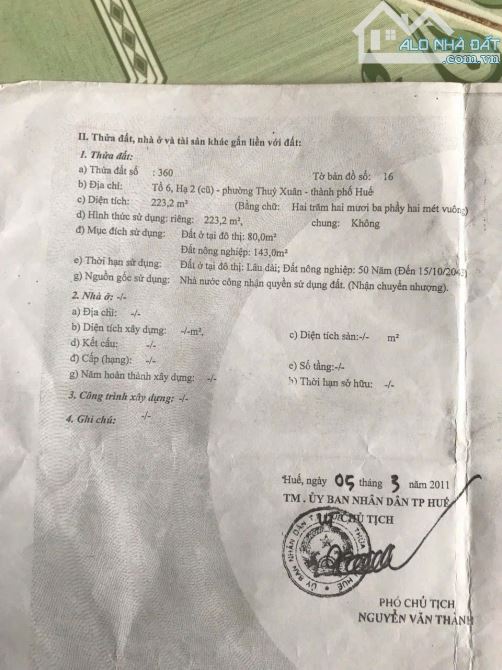 ALO NHÀ ĐẤT
.com.vn
II. Thửa đất, nhà ở và tài sản khác gắn liền với đất:
1. Thửa đất:
a) Thửa đất số : 360 Tờ bản đồ số: 16
b) Địa chỉ: Tổ 6, Hạ 2 (cũ) - phường Thuỷ Xuân - thành phố Huế
c) Diện tích: 223,2 m², (Bằng chữ: Hai trăm hai mươi ba phẩy hai mét vuông)
d) Hình thức sử dụng: riêng: 223,2 m², chung: Không
đ) Mục đích sử dụng: Đất ở tại đô thị: 80,0m²
Đất nông nghiệp: 143,0m²
e) Thời hạn sử dụng: Đất ở tại đô thị: Lâu dài; Đất nông nghiệp: 50 Năm (Đến 15/10/2043
g) Nguồn gốc sử dụng: Nhà nước công nhận quyền sử dụng đất. (Nhận chuyển nhượng).
2. Nhà ở: -/-
a) Địa chỉ: -/-
b) Diện tích xây dựng: -/-m², c) Diện tích sàn:-/- m²
d) Kết cấu: -/-
đ) Cấp (hạng): -/- e) Số tầng:-/-
g) Năm hoàn thành xây dựng: -/- h) Thời hạn sở hữu: -/-
3. Công trình xây dựng: -/-
4. Ghi chú: -/-
Huế, ngày 05 tháng 3 năm 2011
TM . ỦY BAN NHÂN DÂN TP HUẾ
CHỦ TỊCH
ỦY BAN NHÂN DÂN
HUẾ
PHÓ CHỦ TỊCH
NGUYỄN VĂN THÀNH